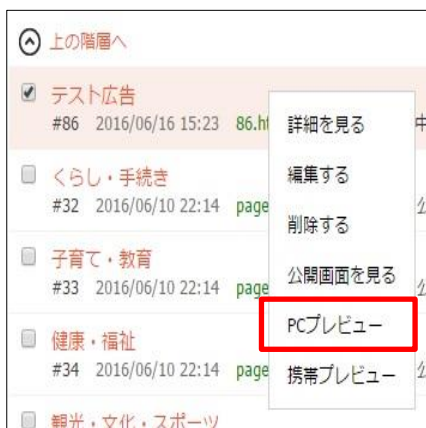 上の階層へ
テスト広告
#86 2016/06/16 15:23 86.ht
詳細を見る
中
くらし・手続き
編集する
#32 2016/06/10 22:14 page
公
削除する
子育て・教育
公開画面を見る
#33 2016/06/10 22:14 page
公
PCプレビュー
健康・福祉
#34 2016/06/10 22:14 page
携帯プレビュー
公
観光・文化・スポーツ